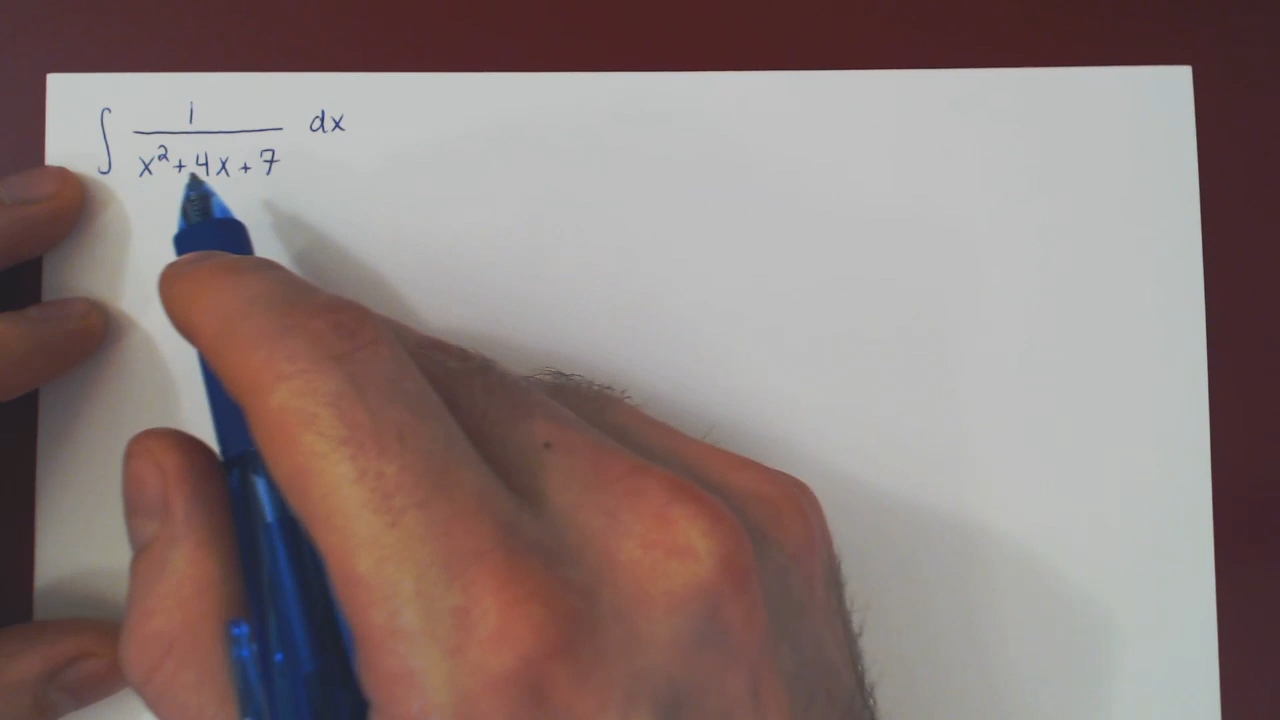 ∫ 1/(x²+4x+7) dx